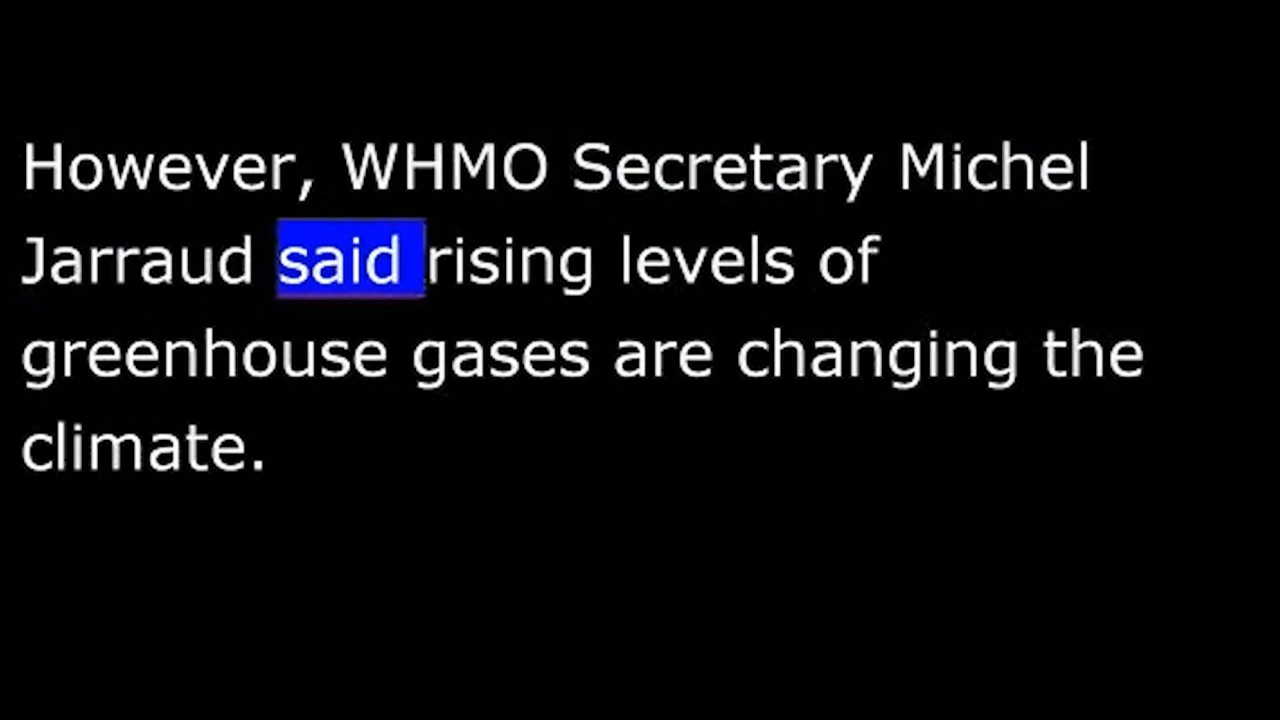 However, WHMO Secretary Michel
Jarraud said rising levels of
greenhouse gases are changing the
climate.